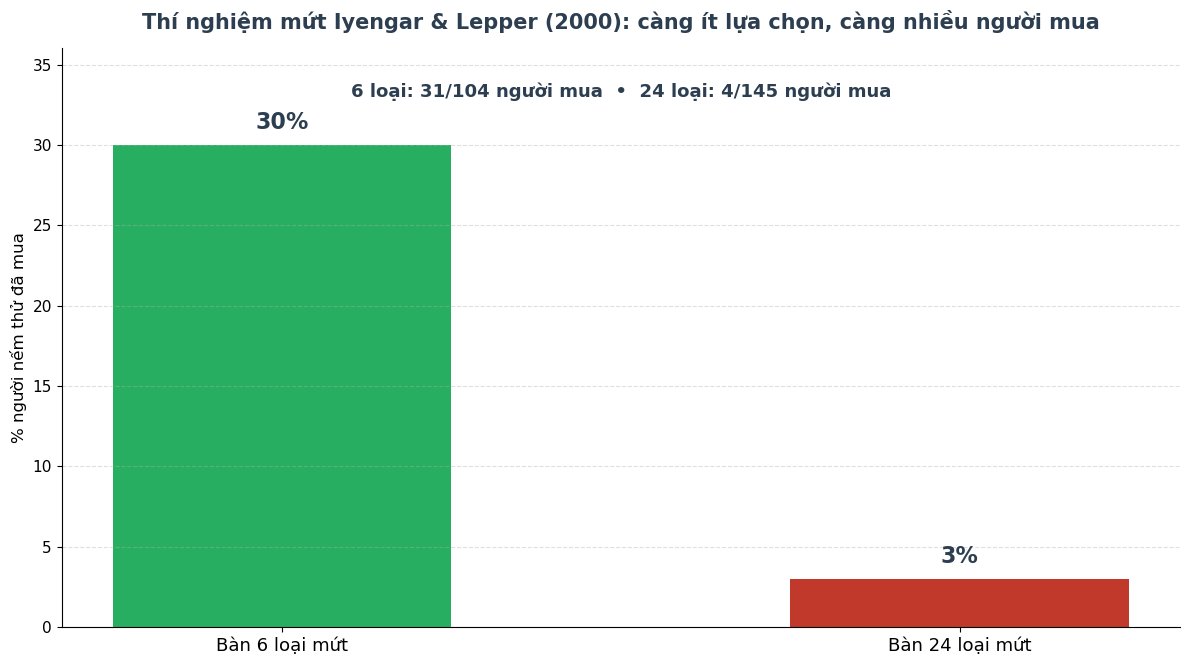 Thí nghiệm mứt Iyengar & Lepper (2000): càng ít lựa chọn, càng nhiều người mua
35
6 loại: 31/104 người mua • 24 loại: 4/145 người mua
30%
30
25
% người nếm thử đã mua
20
15
10
5
3%
0
Bàn 6 loại mứt
Bàn 24 loại mứt